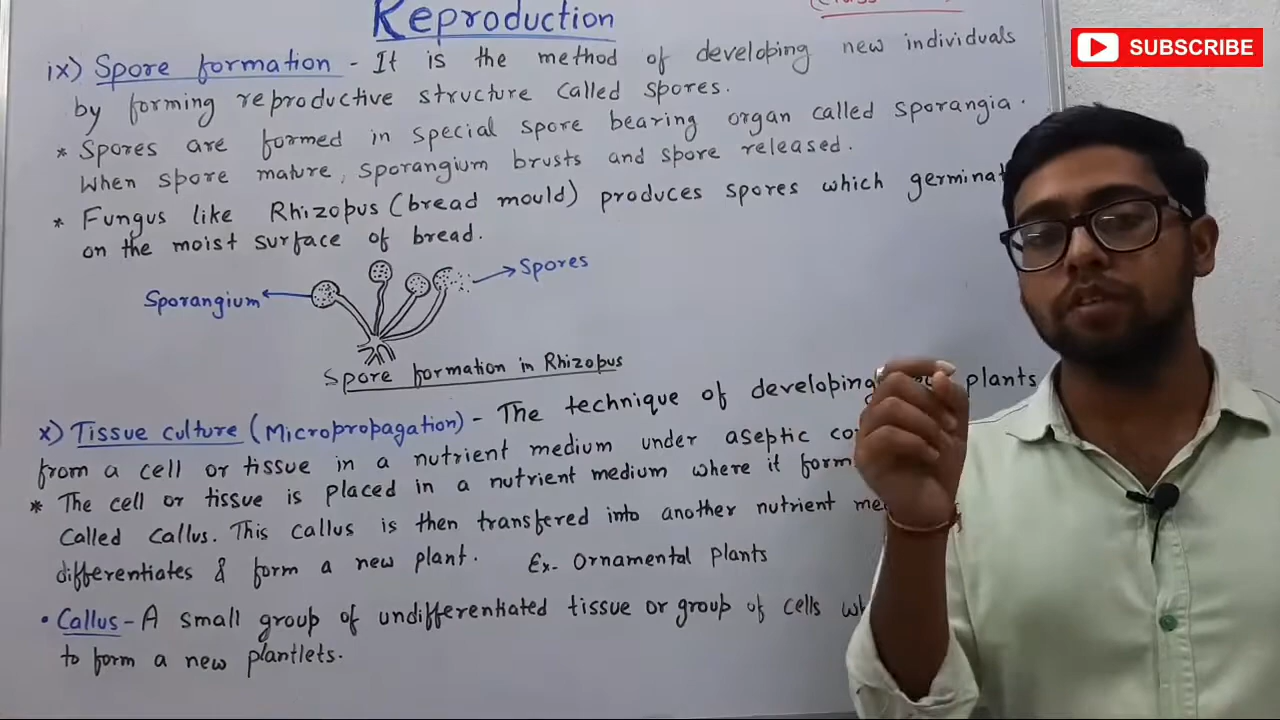 Reproduction
SUBSCRIBE
ix) Spore formation - It is the method of developing new individuals
by forming reproductive structure called spores.
* Spores are formed in special spore bearing organ called sporangia.
When spore mature, sporangium brusts and spore released.
* Fungus like Rhizopus (bread mould) produces spores which germinat
on the moist surface of bread.
Sporangium
Spores
Spore formation in Rhizopus
x) Tissue culture (Micropropagation) - The technique of developing plants
from a cell or tissue in a nutrient medium under aseptic co
* The cell or tissue is placed in a nutrient medium where it form
called callus. This callus is then transfered into another nutrient me
differentiates & form a new plant. Ex- Ornamental plants
• Callus - A small group of undifferentiated tissue or group of cells wh
to form a new plantlets.